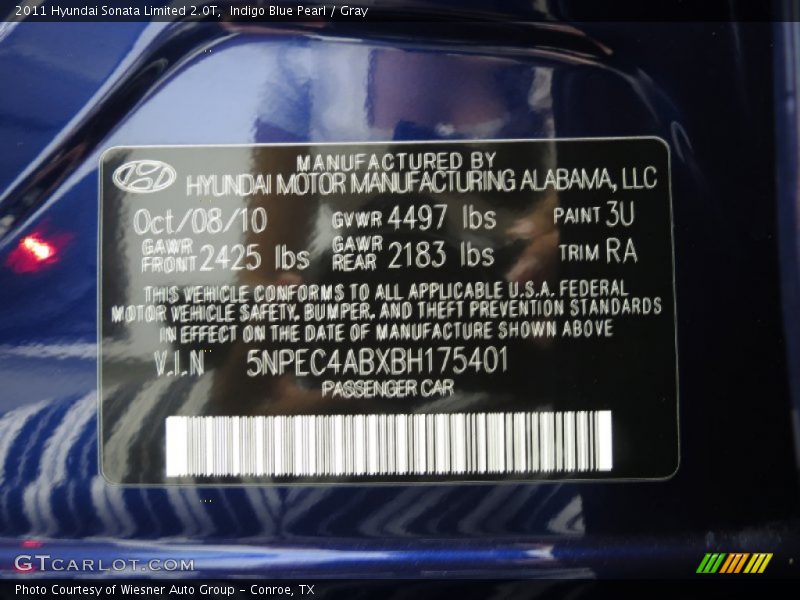 2011 Hyundai Sonata Limited 2.0T, Indigo Blue Pearl / Gray
MANUFACTURED BY
HYUNDAI MOTOR MANUFACTURING ALABAMA, LLC
Oct/08/10 GVWR 4497 lbs PAINT 3U
GAWR FRONT 2425 lbs GAWR REAR 2183 lbs TRIM RA
THIS VEHICLE CONFORMS TO ALL APPLICABLE U.S.A. FEDERAL
MOTOR VEHICLE SAFETY, BUMPER, AND THEFT PREVENTION STANDARDS
IN EFFECT ON THE DATE OF MANUFACTURE SHOWN ABOVE
V.I.N 5NPEC4ABXBH175401
PASSENGER CAR
GTCARLOT.COM
Photo Courtesy of Wiesner Auto Group - Conroe, TX